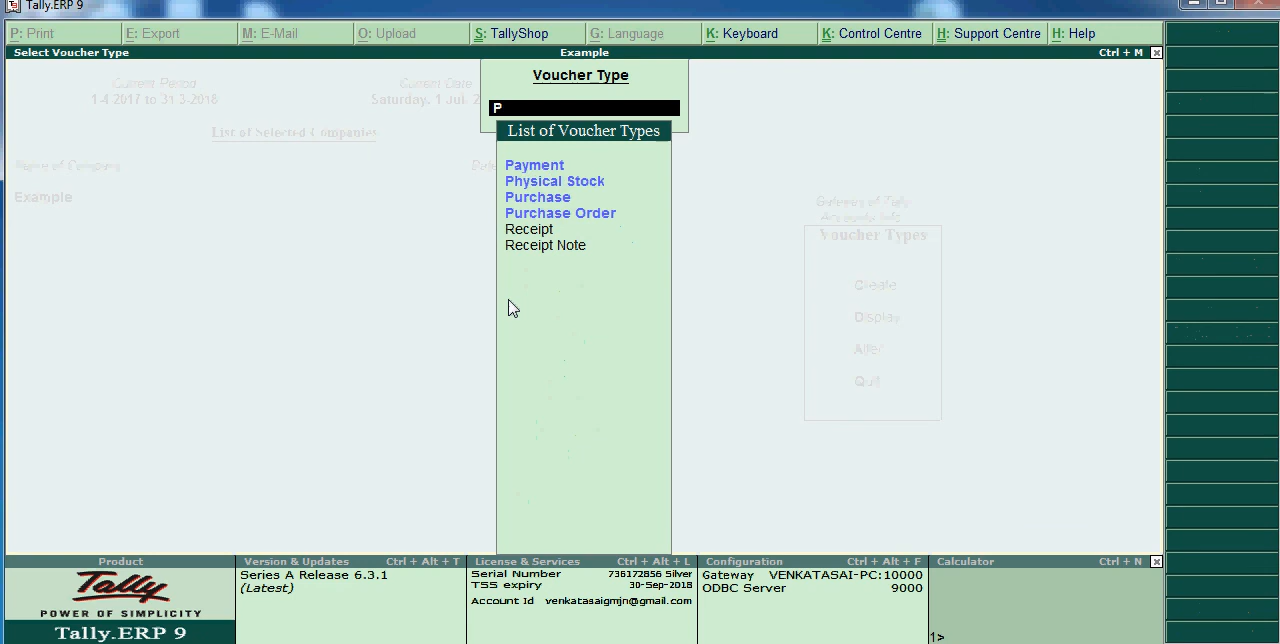 Tally.ERP 9
P: Print E: Export M: E-Mail O: Upload S: TallyShop G: Language K: Keyboard K: Control Centre H: Support Centre H: Help
Select Voucher Type Example Ctrl + M
Current Period Current Date
1-4-2017 to 31-3-2018 Saturday, 1 Jul, 2
Voucher Type
P
List of Selected Companies
List of Voucher Types
Name of Company Date
Example
Payment
Physical Stock
Purchase
Purchase Order
Receipt
Receipt Note
Gateway of Tally
Accounts Info.
Voucher Types
Create
Display
Alter
Quit
Product
Tally
POWER OF SIMPLICITY
Tally.ERP 9
Version & Updates Ctrl + Alt + T
Series A Release 6.3.1
(Latest)
License & Services Ctrl + Alt + L
Serial Number 736172856 Silver
TSS expiry 30-Sep-2018
Account Id venkatasaigmjn@gmail.com
Configuration Ctrl + Alt + F
Gateway VENKATASAI-PC:10000
ODBC Server 9000
Calculator Ctrl + N
1>